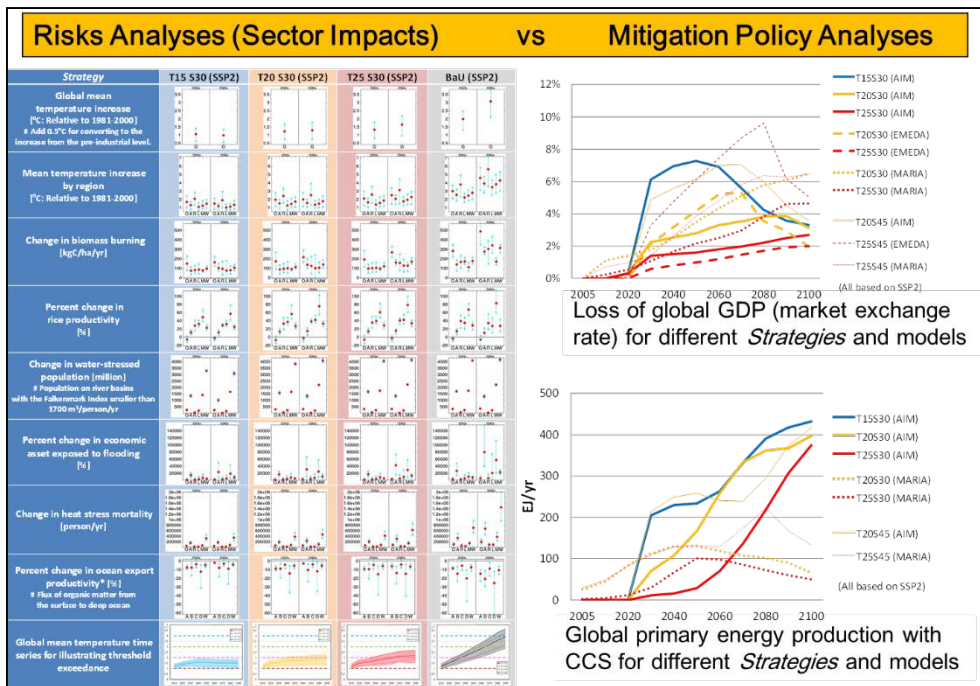 Risks Analyses (Sector Impacts) vs Mitigation Policy Analyses
Strategy
T15 S30 (SSP2)
T20 S30 (SSP2)
T25 S30 (SSP2)
BaU (SSP2)
Global mean
temperature increase
[°C: Relative to 1981-2000]
# Add 0.5°C for converting to the
increase from the pre-industrial level.
Mean temperature increase
by region
[°C: Relative to 1981-2000]
Change in biomass burning
[kgC/ha/yr]
Percent change in
rice productivity
[%]
Change in water-stressed
population [million]
# Population on river basins
with the Falkenmark Index smaller than
1700 m³/person/yr
Percent change in economic
asset exposed to flooding
[%]
Change in heat stress mortality
[person/yr]
Percent change in ocean export
productivity* [%]
# Flux of organic matter from
the surface to deep ocean
Global mean temperature time
series for illustrating threshold
exceedance
12%
10%
8%
6%
4%
2%
0%
2005 2020 2040 2060 2080 2100
T15S30 (AIM)
T20S30 (AIM)
T25S30 (AIM)
T20S30 (EMEDA)
T25S30 (EMEDA)
T20S30 (MARIA)
T25S30 (MARIA)
T20S45 (AIM)
T25S45 (EMEDA)
T25S45 (MARIA)
(All based on SSP2)
Loss of global GDP (market exchange
rate) for different Strategies and models
500
400
300
200
100
0
EJ/yr
2005 2020 2040 2060 2080 2100
T15S30 (AIM)
T20S30 (AIM)
T25S30 (AIM)
T20S30 (MARIA)
T25S30 (MARIA)
T20S45 (AIM)
T25S45 (MARIA)
(All based on SSP2)
Global primary energy production with
CCS for different Strategies and models